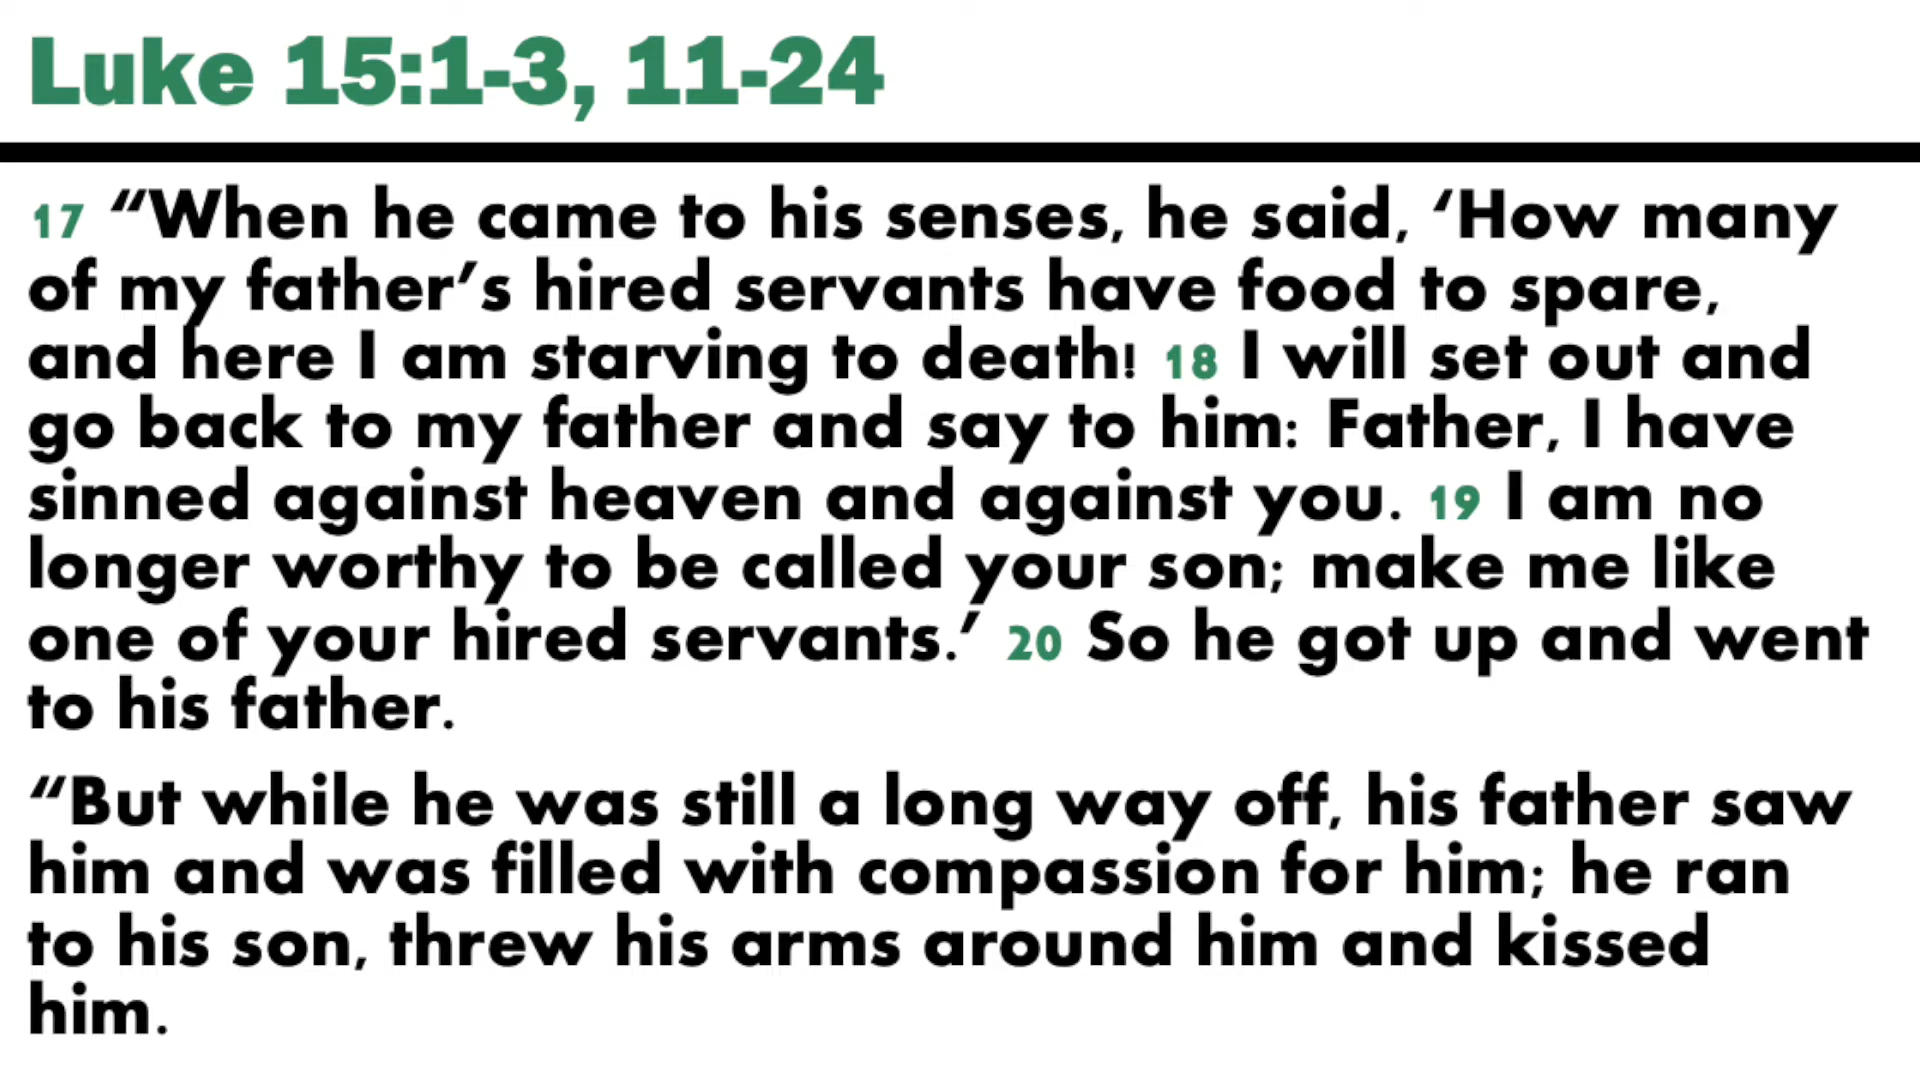 Luke 15:1-3, 11-24
17 “When he came to his senses, he said, ‘How many
of my father’s hired servants have food to spare,
and here I am starving to death! 18 I will set out and
go back to my father and say to him: Father, I have
sinned against heaven and against you. 19 I am no
longer worthy to be called your son; make me like
one of your hired servants.’ 20 So he got up and went
to his father.
“But while he was still a long way off, his father saw
him and was filled with compassion for him; he ran
to his son, threw his arms around him and kissed
him.